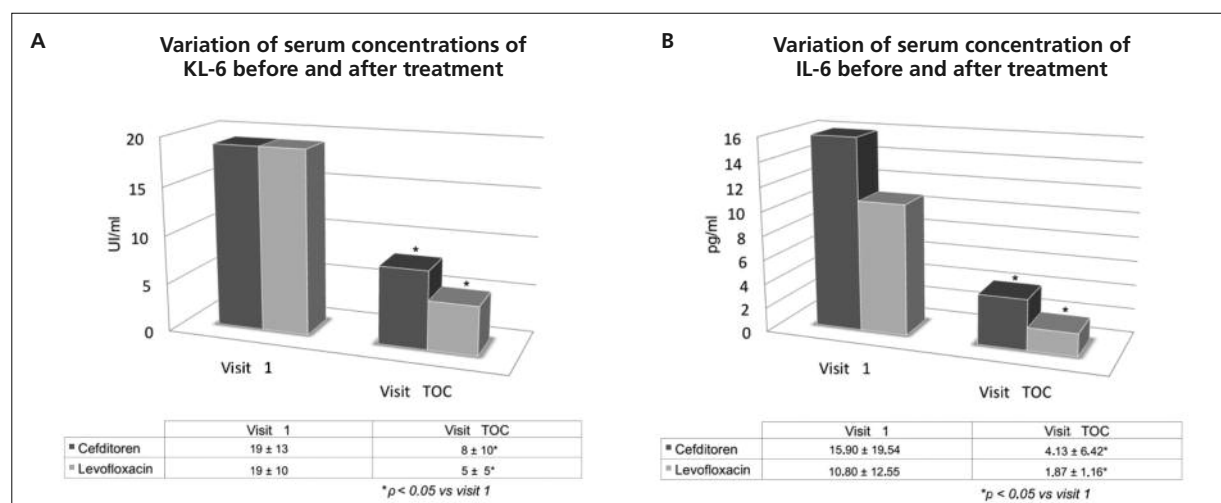 A
Variation of serum concentrations of
KL-6 before and after treatment
UI/ml
20
15
10
5
0
*
*
Visit 1
Visit TOC
Visit 1 Visit TOC
Cefditoren 19 ± 13 8 ± 10*
Levofloxacin 19 ± 10 5 ± 5*
*p < 0.05 vs visit 1
B
Variation of serum concentration of
IL-6 before and after treatment
pg/ml
16
14
12
10
8
6
4
2
0
*
*
Visit 1
Visit TOC
Visit 1 Visit TOC
Cefditoren 15.90 ± 19.54 4.13 ± 6.42*
Levofloxacin 10.80 ± 12.55 1.87 ± 1.16*
*p < 0.05 vs visit 1